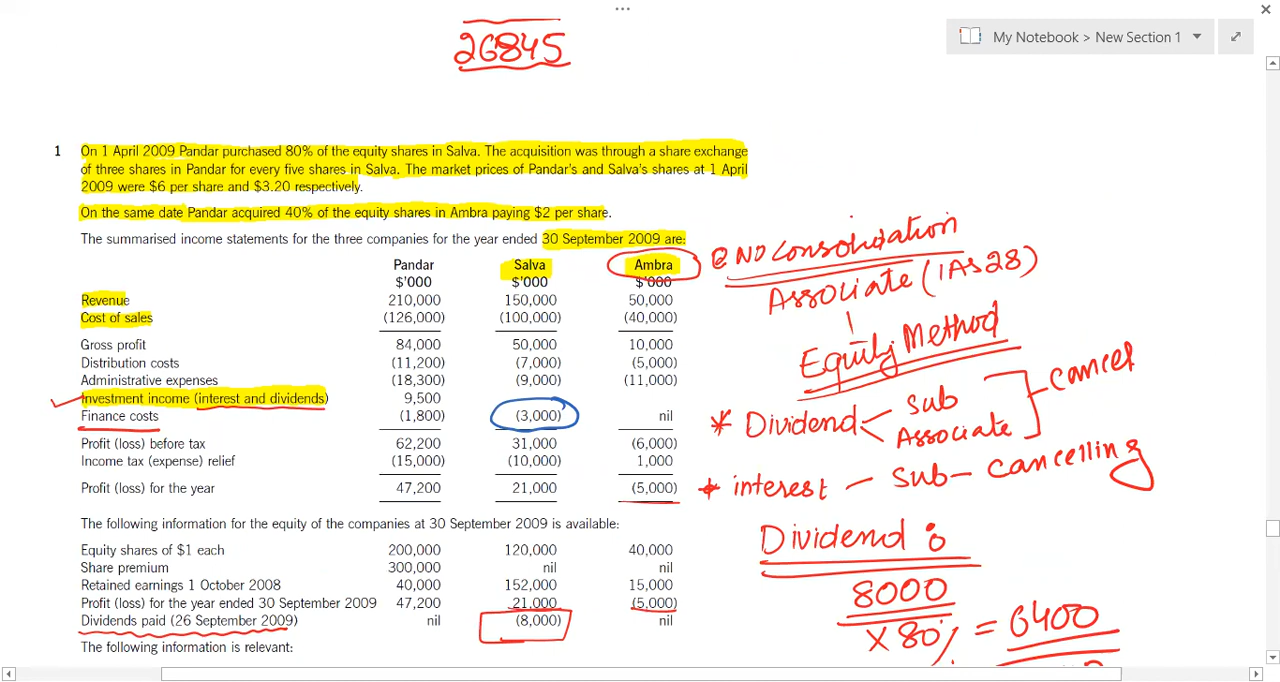 ...
26845
My Notebook > New Section 1
1 On 1 April 2009 Pandar purchased 80% of the equity shares in Salva. The acquisition was through a share exchange
of three shares in Pandar for every five shares in Salva. The market prices of Pandar's and Salva's shares at 1 April
2009 were $6 per share and $3.20 respectively.
On the same date Pandar acquired 40% of the equity shares in Ambra paying $2 per share.
The summarised income statements for the three companies for the year ended 30 September 2009 are:
Pandar Salva Ambra
$'000 $'000 $'000
Revenue 210,000 150,000 50,000
Cost of sales (126,000) (100,000) (40,000)
Gross profit 84,000 50,000 10,000
Distribution costs (11,200) (7,000) (5,000)
Administrative expenses (18,300) (9,000) (11,000)
Investment income (interest and dividends) 9,500
Finance costs (1,800) (3,000) nil
Profit (loss) before tax 62,200 31,000 (6,000)
Income tax (expense) relief (15,000) (10,000) 1,000
Profit (loss) for the year 47,200 21,000 (5,000)
The following information for the equity of the companies at 30 September 2009 is available:
Equity shares of $1 each 200,000 120,000 40,000
Share premium 300,000 nil nil
Retained earnings 1 October 2008 40,000 152,000 15,000
Profit (loss) for the year ended 30 September 2009 47,200 21,000 (5,000)
Dividends paid (26 September 2009) nil (8,000) nil
The following information is relevant:
@ NO Consolidation
Associate (IAS28)
Equity Method
* Dividend < sub
Associate
cancel
* interest - sub - cancelling
Dividend :
8000
x 80% = 6400